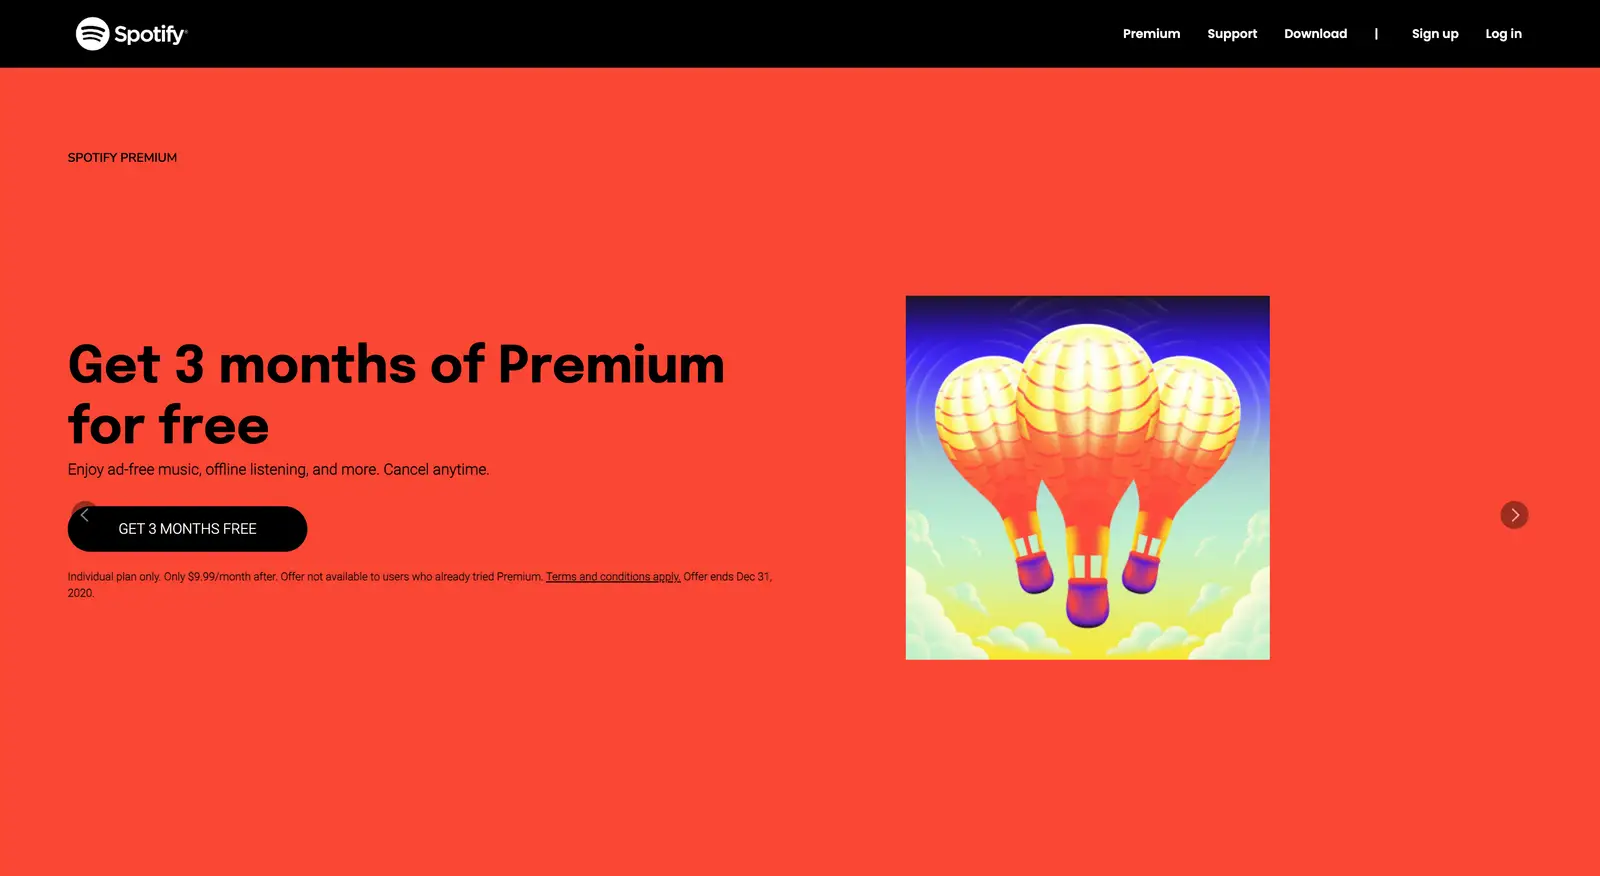 Spotify®
Premium Support Download | Sign up Log in
SPOTIFY PREMIUM
Get 3 months of Premium
for free
Enjoy ad-free music, offline listening, and more. Cancel anytime.
GET 3 MONTHS FREE
Individual plan only. Only $9.99/month after. Offer not available to users who already tried Premium. Terms and conditions apply. Offer ends Dec 31,
2020.